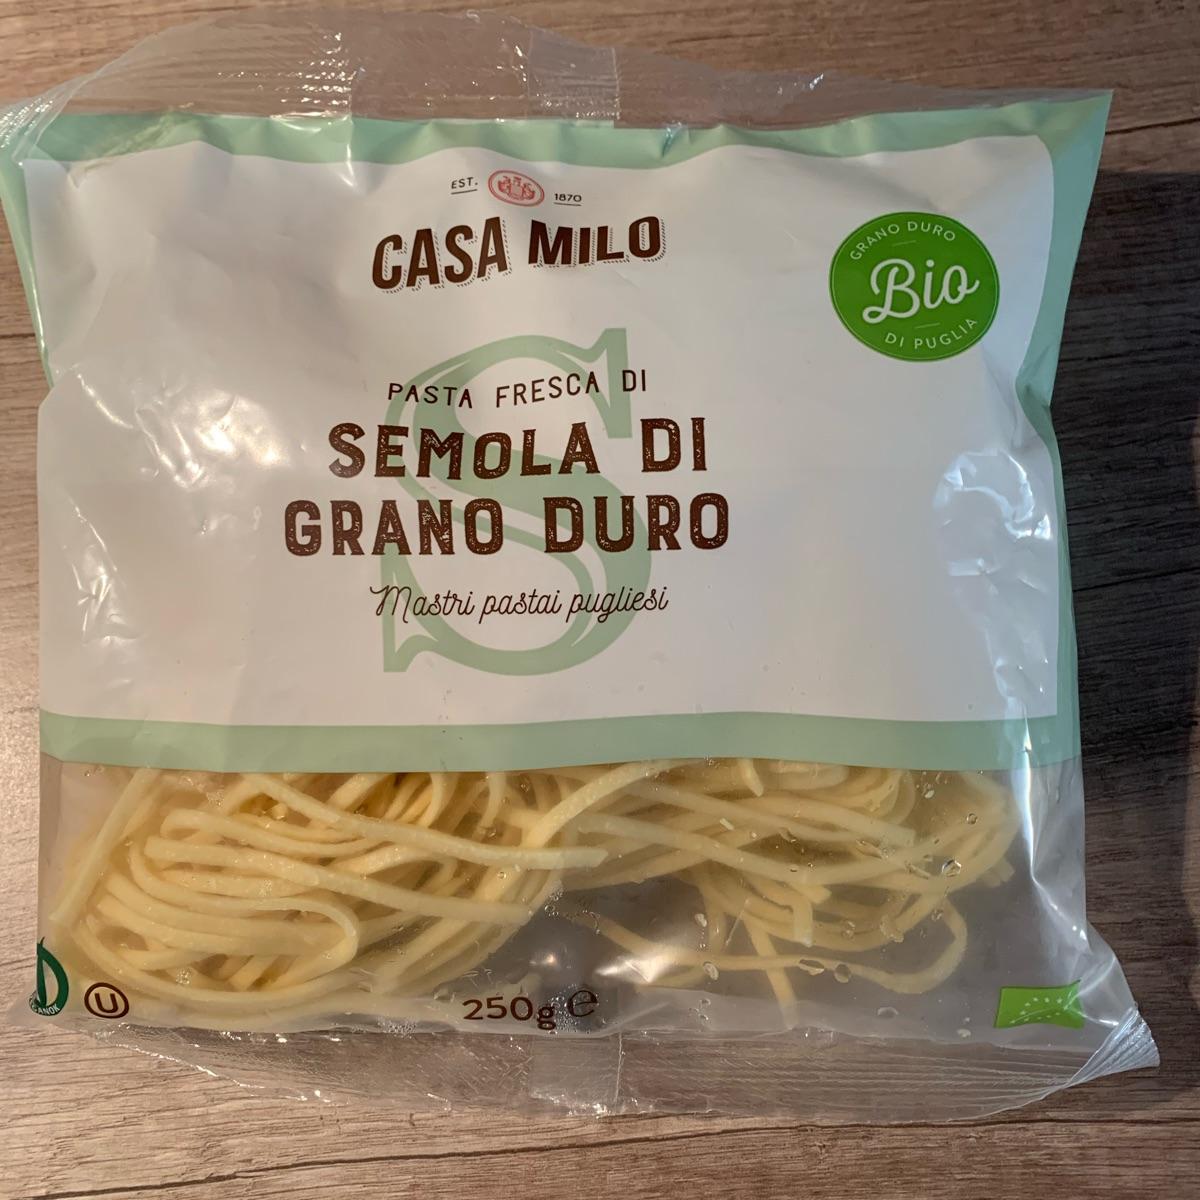 EST. 1870
CASA MILO
GRANO DURO
Bio
DI PUGLIA
PASTA FRESCA DI
SEMOLA DI
GRANO DURO
Mastri pastai pugliesi
U
250g e